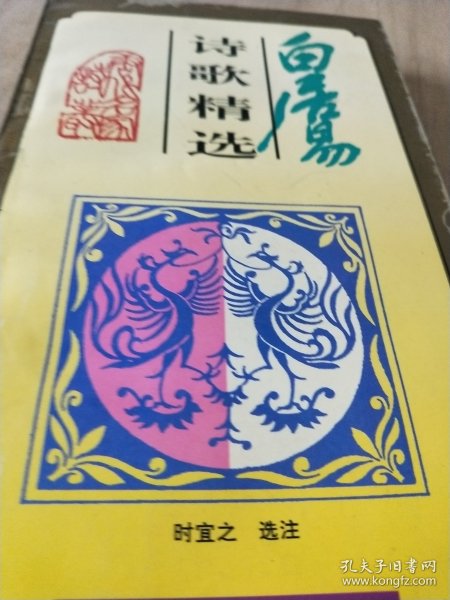 白居易
诗歌精选
时宜之 选注
孔夫子旧书网
www.kongfz.com